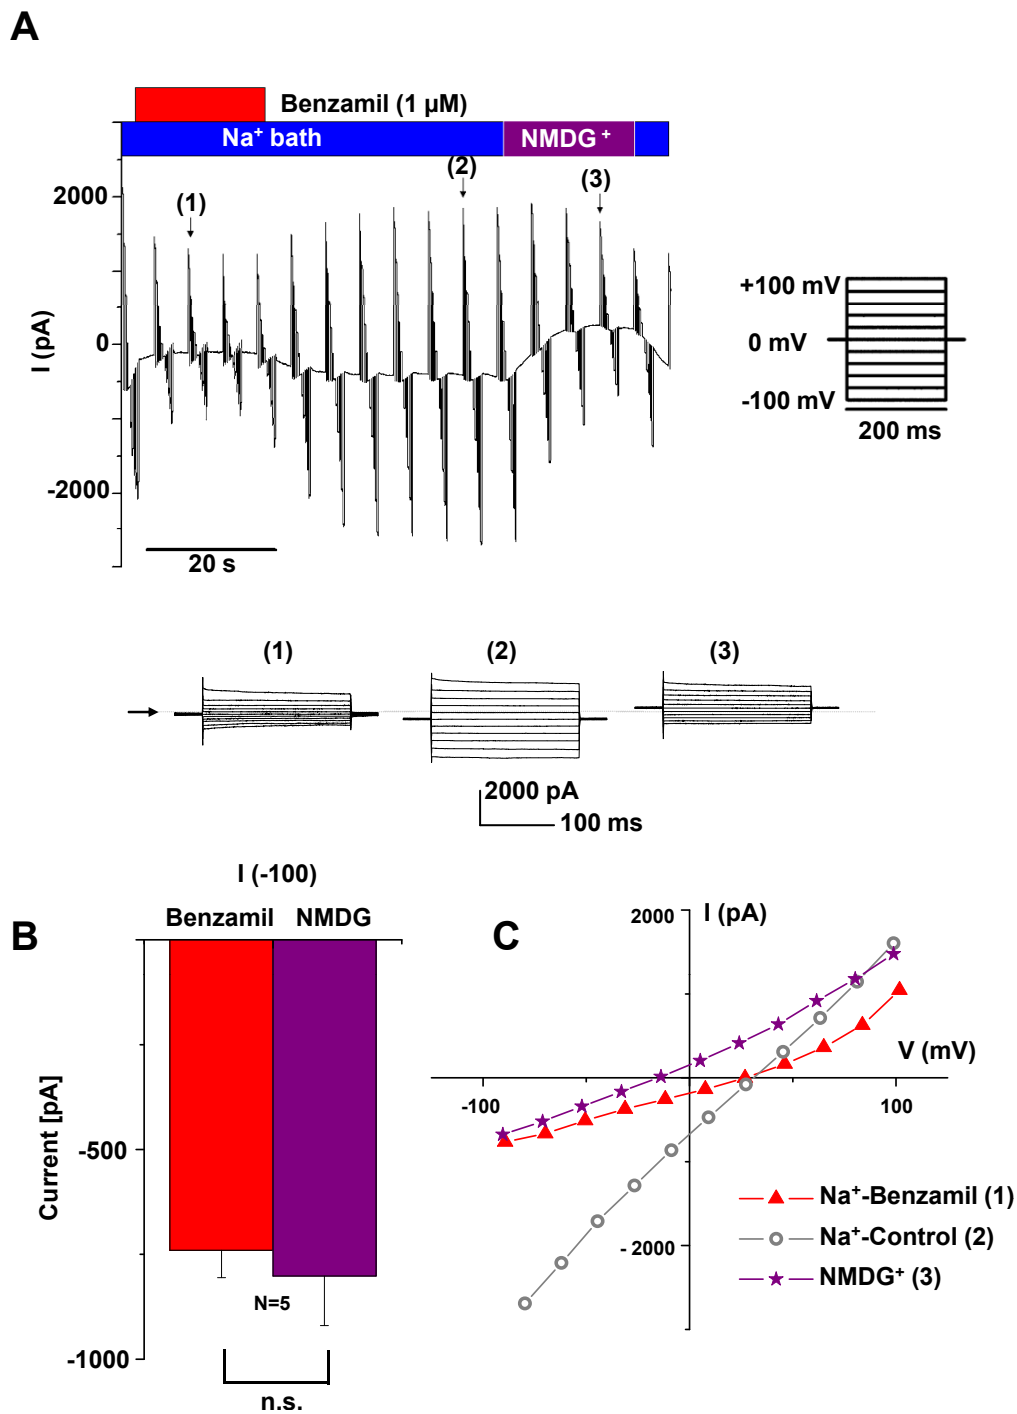 A
Benzamil (1 µM)
Na+ bath
NMDG +
(1)
(2)
(3)
I (pA)
2000
0
-2000
20 s
+100 mV
0 mV
-100 mV
200 ms
(1)
(2)
(3)
2000 pA
100 ms
B
I (-100)
Benzamil NMDG
Current [pA]
-500
-1000
N=5
n.s.
C
I (pA)
2000
V (mV)
-100
100
- 2000
Na+-Benzamil (1)
Na+-Control (2)
NMDG+ (3)